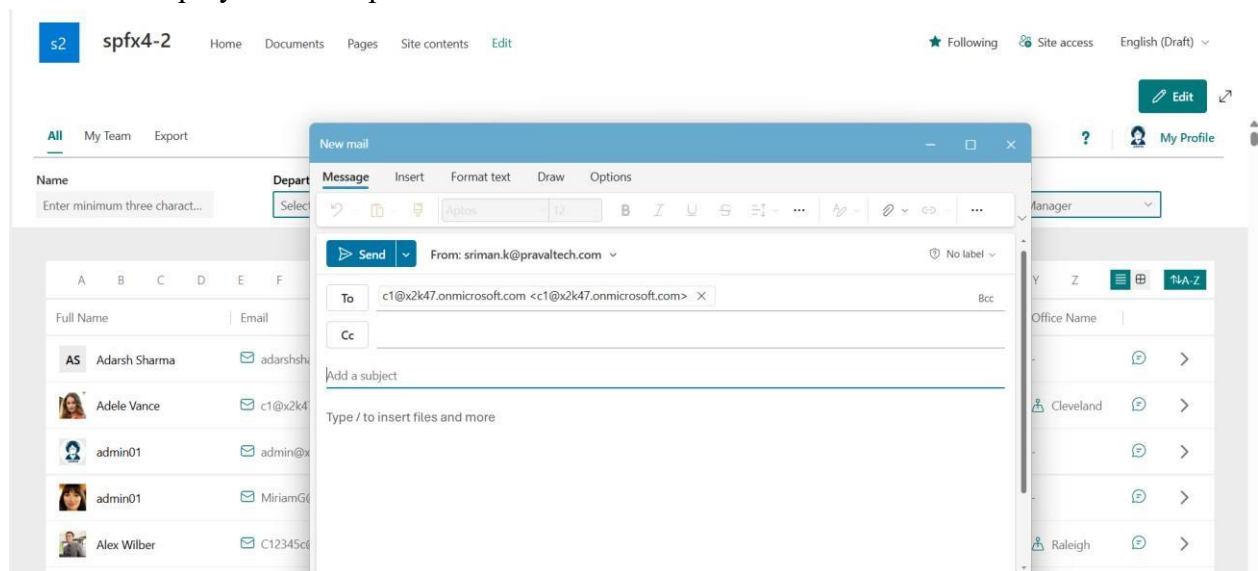 s2 spfx4-2 Home Documents Pages Site contents Edit Following Site access English (Draft)
Edit
All My Team Export ? My Profile
New mail
Name Depart Message Insert Format text Draw Options
Enter minimum three charact... Select Aptos 12 B I U Manager
Send From: sriman.k@pravaltech.com No label
A B C D E F Y Z A-Z
To c1@x2k47.onmicrosoft.com <c1@x2k47.onmicrosoft.com> Bcc
Full Name Email Office Name
Cc
AS Adarsh Sharma adarshsha -
Add a subject
Adele Vance c1@x2k47 Cleveland
Type / to insert files and more
admin01 admin@x -
admin01 MiriamG@ -
Alex Wilber C12345c@ Raleigh